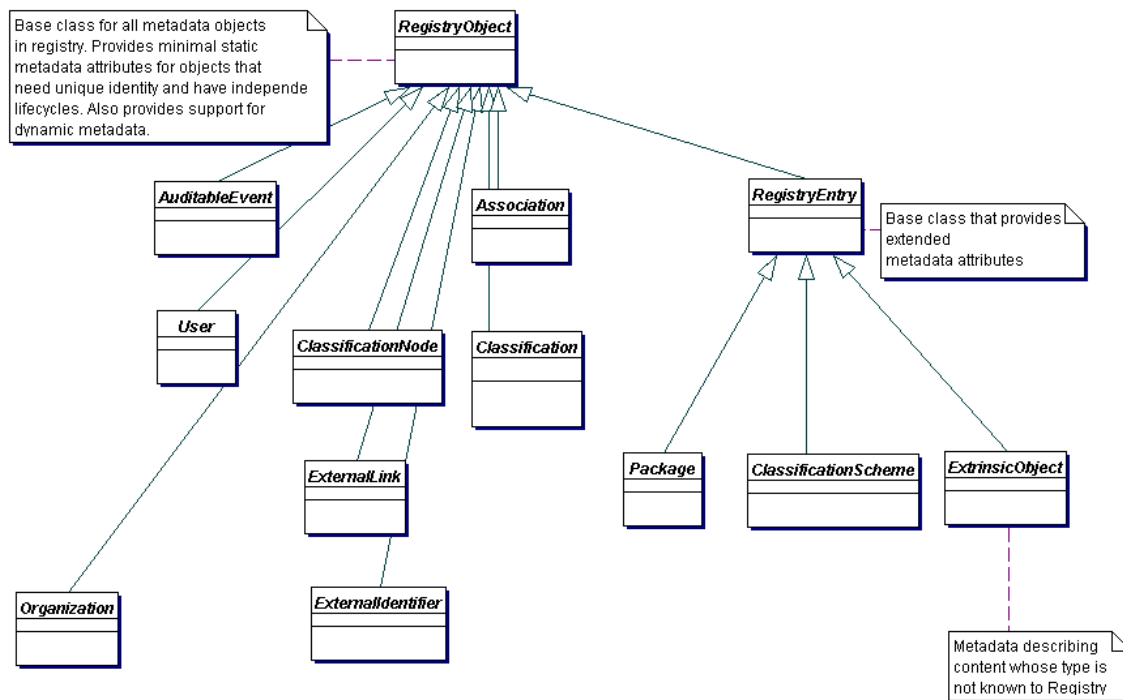 Base class for all metadata objects
in registry. Provides minimal static
metadata attributes for objects that
need unique identity and have independe
lifecycles. Also provides support for
dynamic metadata.
RegistryObject
AuditableEvent
Association
RegistryEntry
Base class that provides
extended
metadata attributes
User
ClassificationNode
Classification
ExternalLink
Package
ClassificationScheme
ExtrinsicObject
Organization
ExternalIdentifier
Metadata describing
content whose type is
not known to Registry